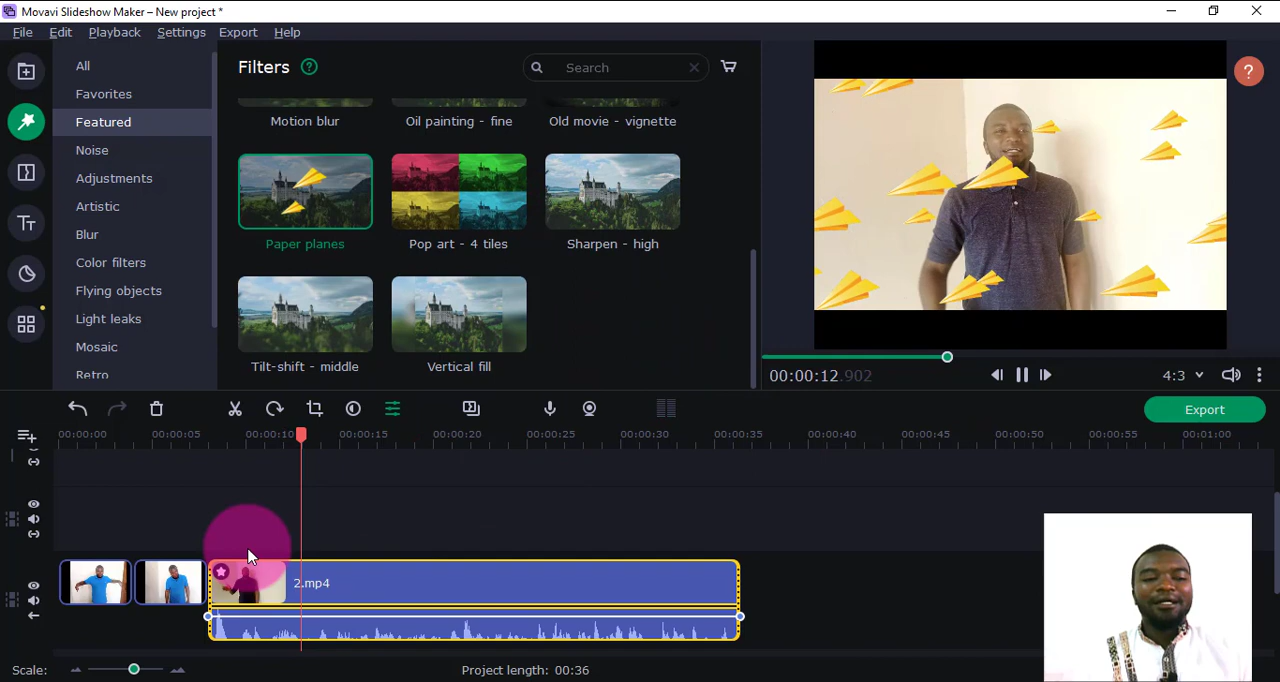 Movavi Slideshow Maker – New project *
File Edit Playback Settings Export Help
All
Favorites
Featured
Noise
Adjustments
Artistic
Blur
Color filters
Flying objects
Light leaks
Mosaic
Retro
Filters ?
Search
Motion blur Oil painting - fine Old movie - vignette
Paper planes Pop art - 4 tiles Sharpen - high
Tilt-shift - middle Vertical fill
?
00:00:12.902
4:3
Export
00:00:00 00:00:05 00:00:10 00:00:15 00:00:20 00:00:25 00:00:30 00:00:35 00:00:40 00:00:45 00:00:50 00:00:55 00:01:00
2.mp4
Scale: Project length: 00:36